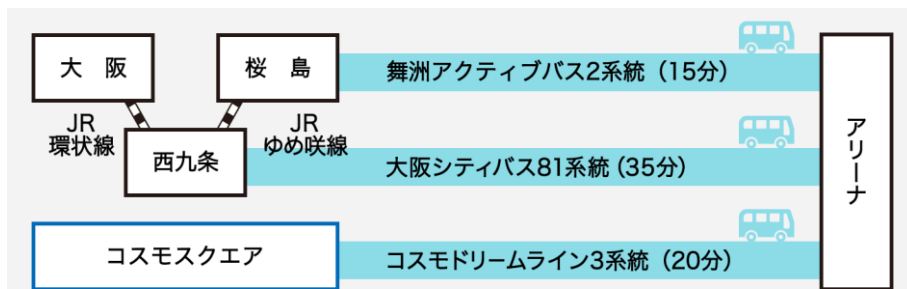 大 阪
桜 島
舞洲アクティブバス2系統（15分）
JR
環状線
JR
ゆめ咲線
西九条
大阪シティバス81系統（35分）
コスモスクエア
コスモドリームライン3系統（20分）
アリーナ